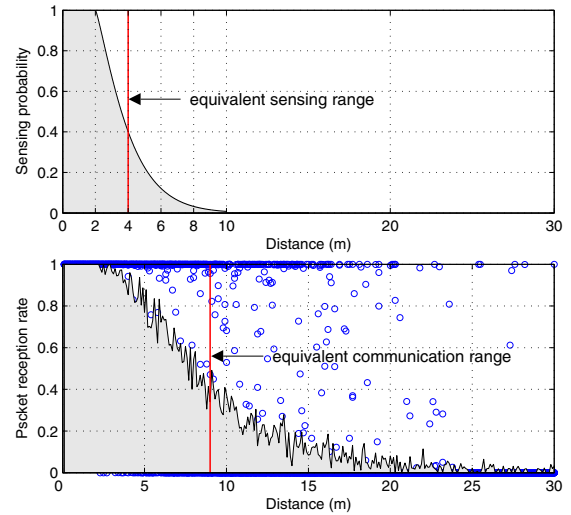 1
0.8
0.6
0.4
0.2
0
Sensing probability
equivalent sensing range
0 2 4 6 8 10 20 30
Distance (m)
1
0.8
0.6
0.4
0.2
0
Pscket reception rate
equivalent communication range
0 5 10 15 20 25 30
Distance (m)